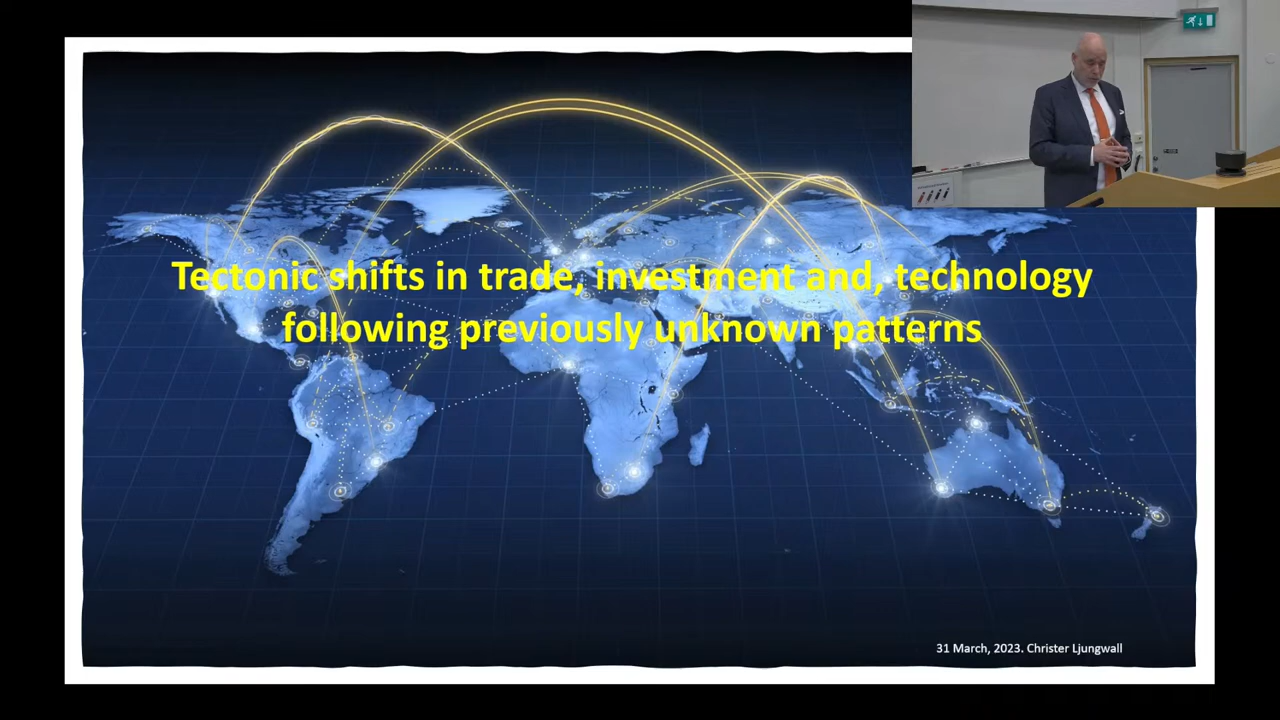 Tectonic shifts in trade, investment and, technology
following previously unknown patterns
31 March, 2023. Christer Ljungwall